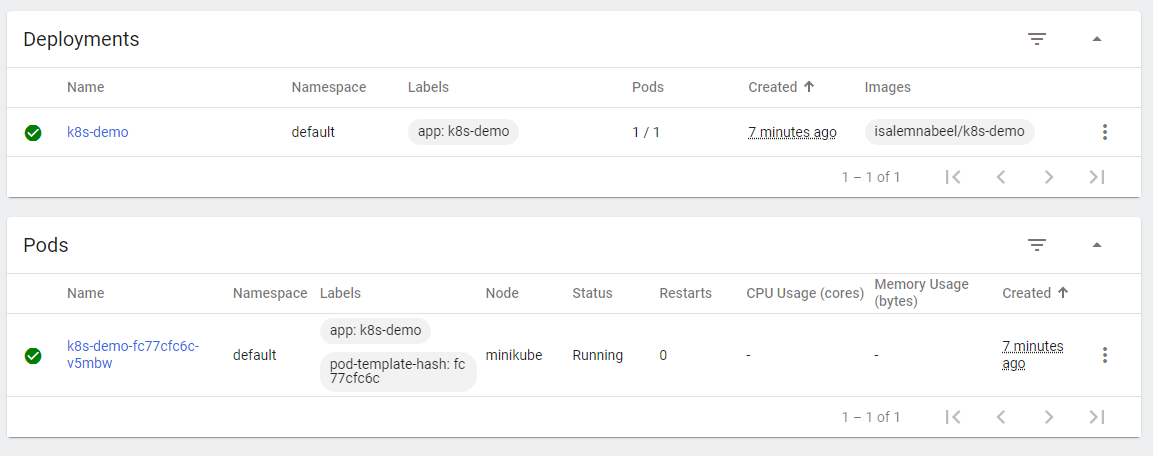 Deployments
Name Namespace Labels Pods Created Images
k8s-demo default app: k8s-demo 1 / 1 7 minutes ago isalemnabeel/k8s-demo
1 – 1 of 1
Pods
Name Namespace Labels Node Status Restarts CPU Usage (cores) Memory Usage
(bytes) Created
k8s-demo-fc77cfc6c-
v5mbw default app: k8s-demo
pod-template-hash: fc
77cfc6c minikube Running 0 - - 7 minutes
ago
1 – 1 of 1